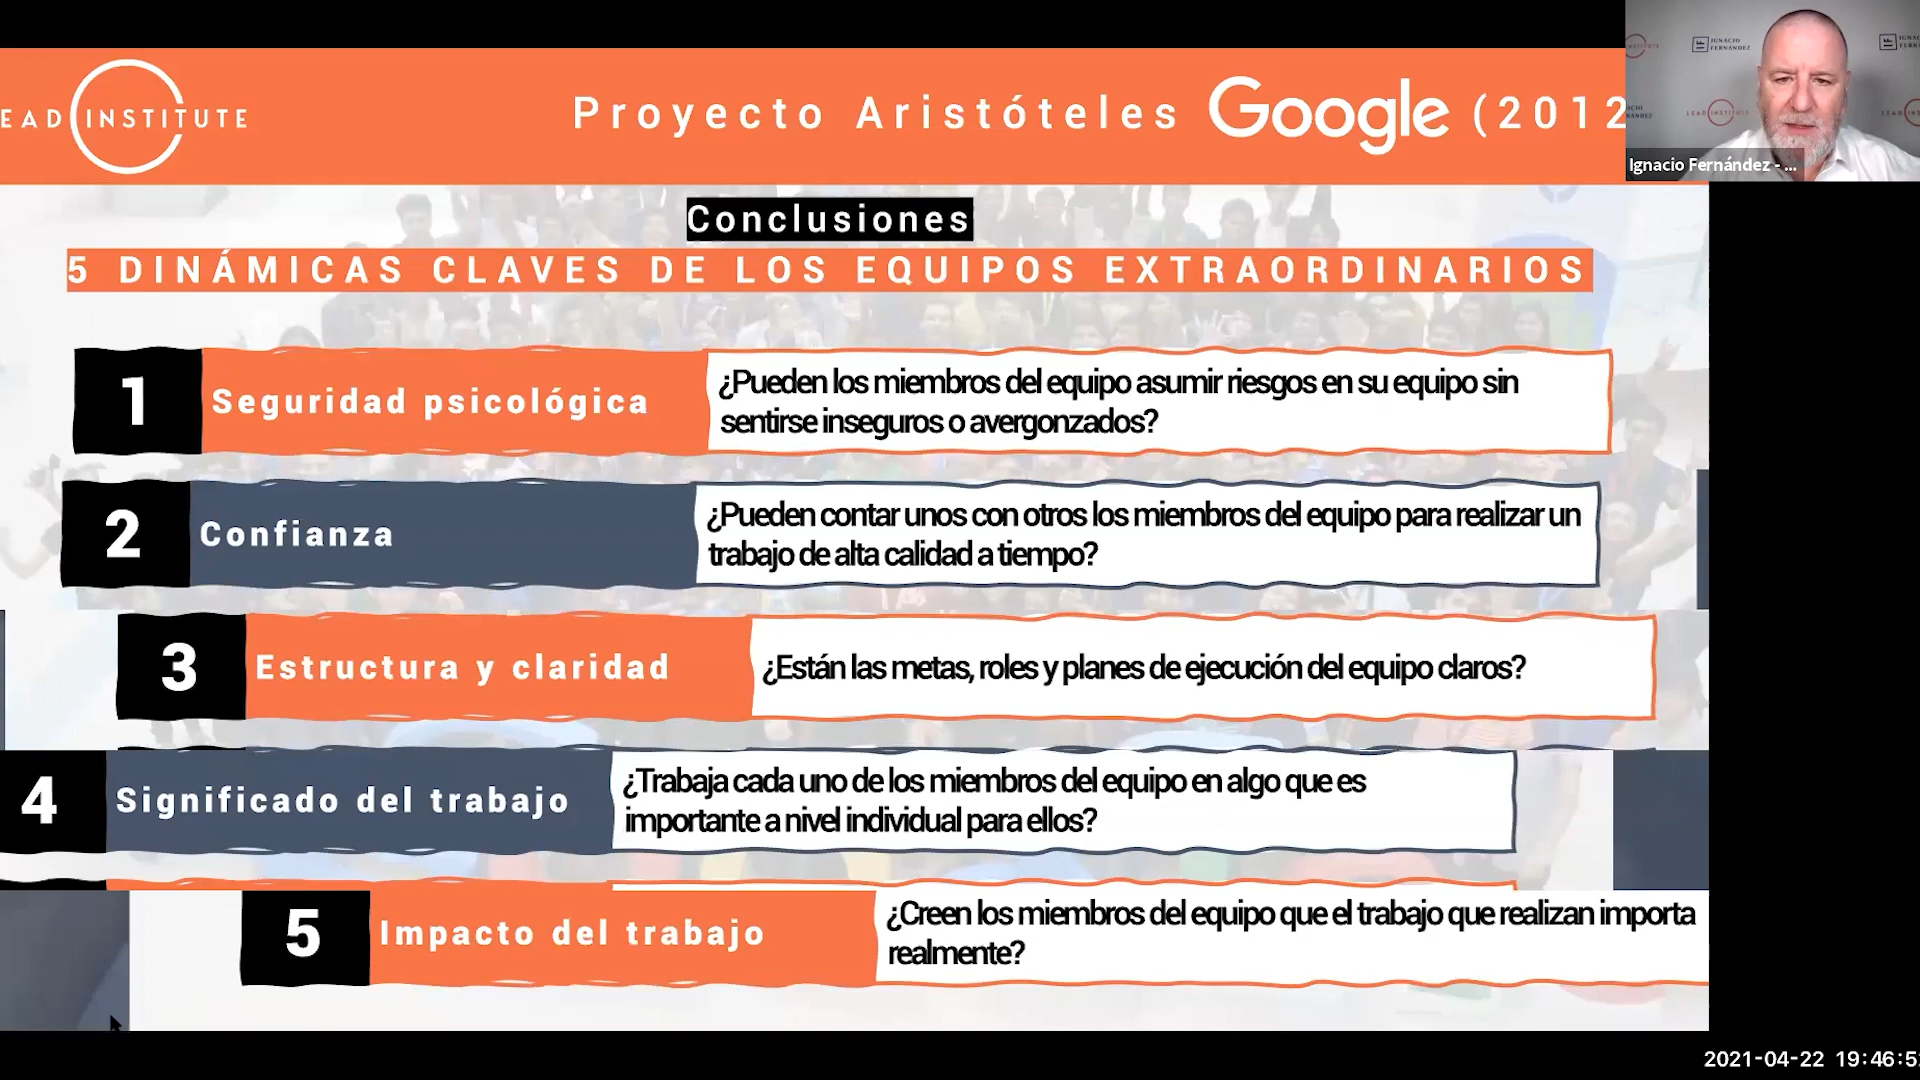 EAD INSTITUTE
Proyecto Aristóteles Google (2012
IGNACIO
FERNÁNDEZ
Ignacio Fernández - ...
Conclusiones
5 DINÁMICAS CLAVES DE LOS EQUIPOS EXTRAORDINARIOS
1
Seguridad psicológica
¿Pueden los miembros del equipo asumir riesgos en su equipo sin
sentirse inseguros o avergonzados?
2
Confianza
¿Pueden contar unos con otros los miembros del equipo para realizar un
trabajo de alta calidad a tiempo?
3
Estructura y claridad
¿Están las metas, roles y planes de ejecución del equipo claros?
4
Significado del trabajo
¿Trabaja cada uno de los miembros del equipo en algo que es
importante a nivel individual para ellos?
5
Impacto del trabajo
¿Creen los miembros del equipo que el trabajo que realizan importa
realmente?
2021-04-22 19:46:5